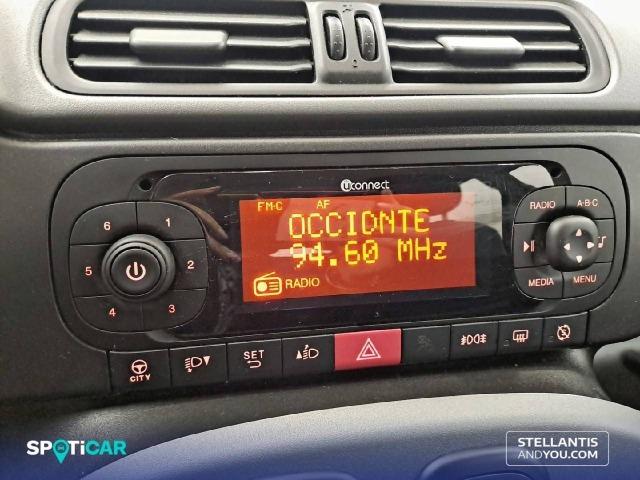 uconnect
FM-C AF
OCCIDNTE
94.60 MHz
RADIO
6 1
5 2
4 3
RADIO A·B·C
MEDIA MENU
CITY
SET
SPOTiCAR
STELLANTIS
ANDYOU.COM